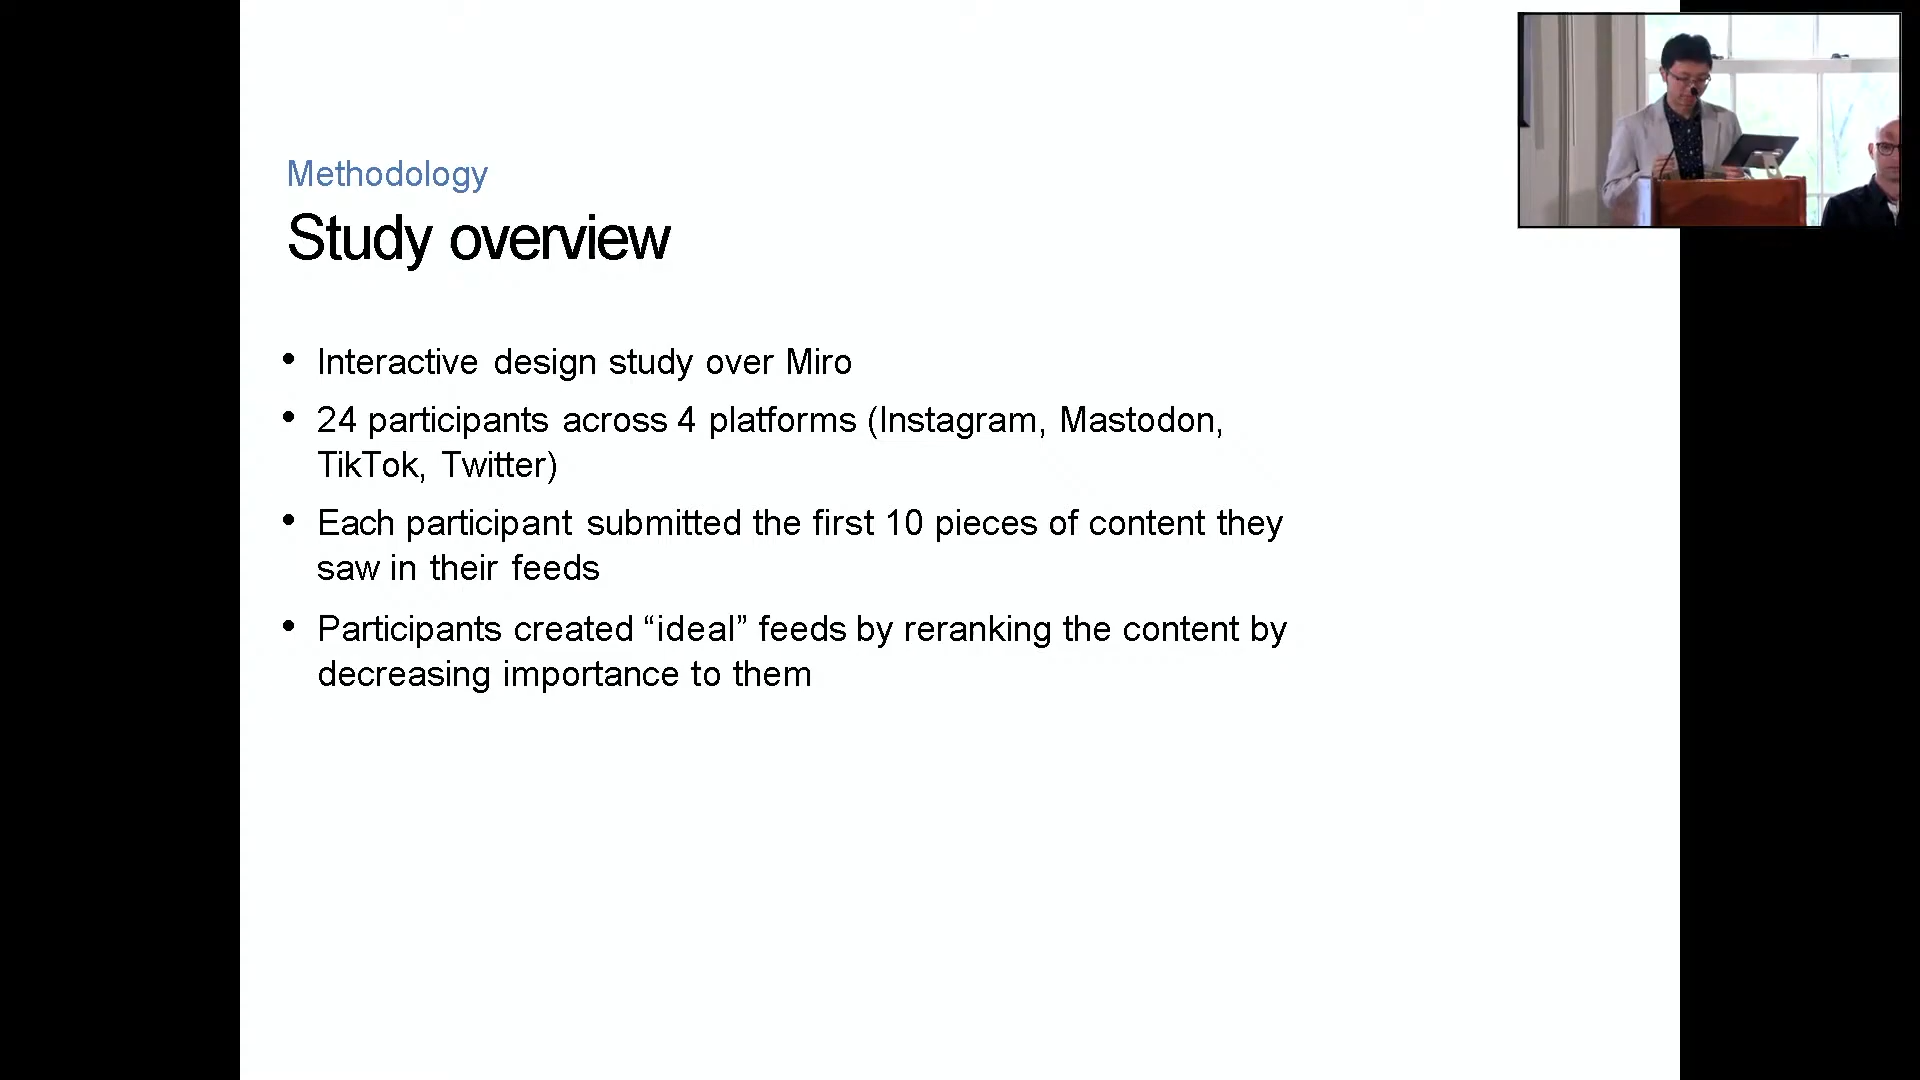 Methodology
Study overview
• Interactive design study over Miro
• 24 participants across 4 platforms (Instagram, Mastodon,
TikTok, Twitter)
• Each participant submitted the first 10 pieces of content they
saw in their feeds
• Participants created “ideal” feeds by reranking the content by
decreasing importance to them